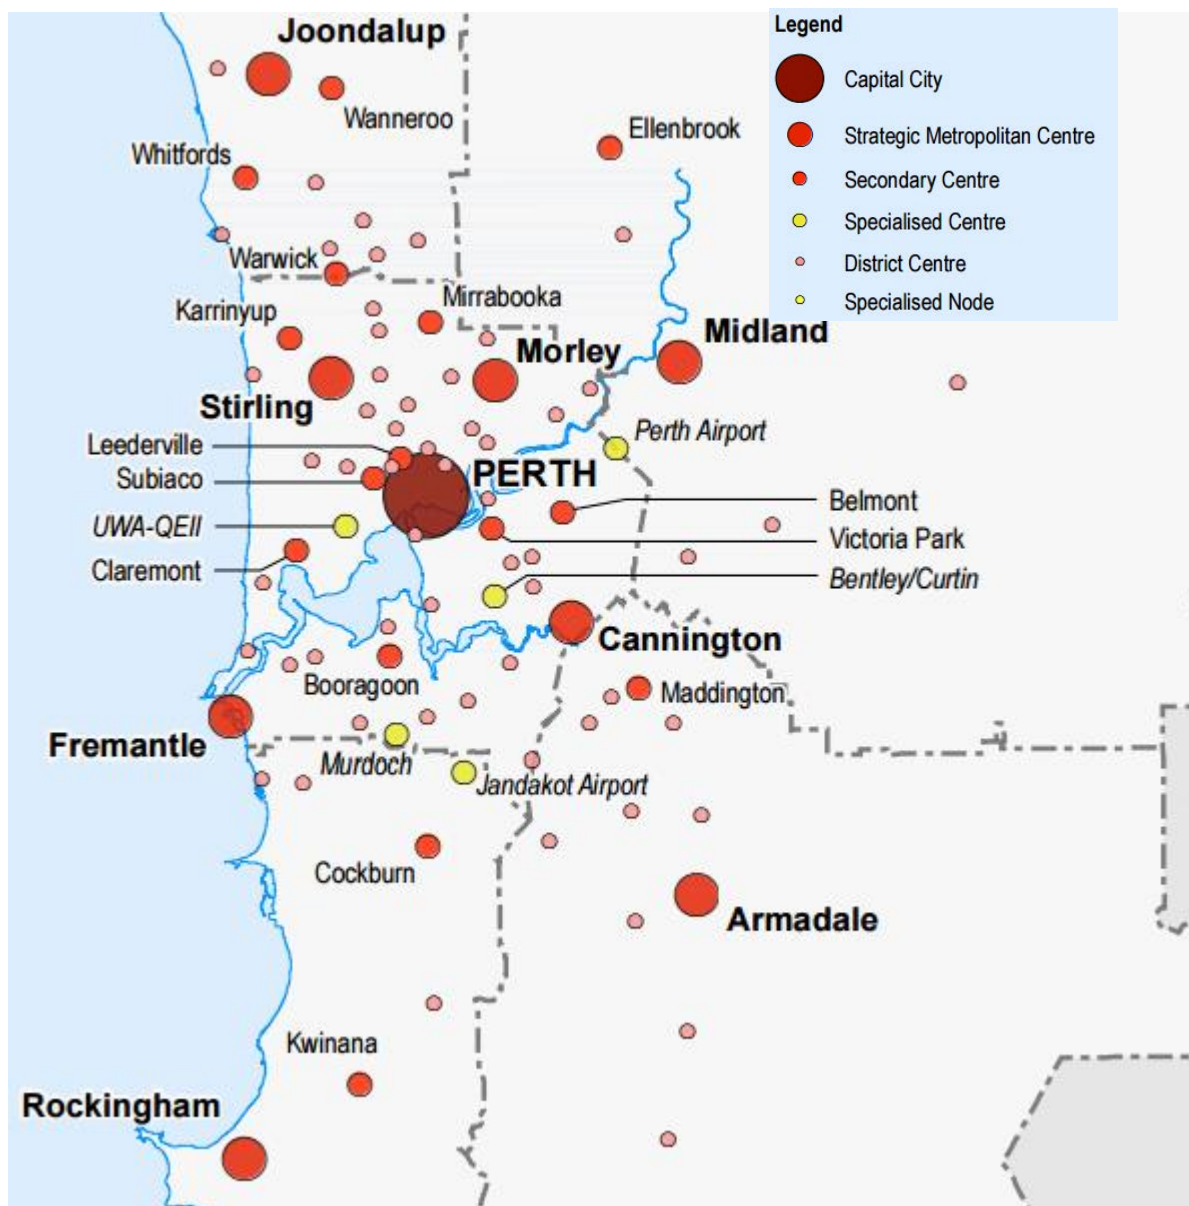 Legend
Capital City
Strategic Metropolitan Centre
Secondary Centre
Specialised Centre
District Centre
Specialised Node
Joondalup
Wanneroo
Ellenbrook
Whitfords
Warwick
Mirrabooka
Karrinyup
Midland
Morley
Stirling
Perth Airport
Leederville
PERTH
Subiaco
Belmont
UWA-QEII
Victoria Park
Claremont
Bentley/Curtin
Cannington
Booragoon
Maddington
Fremantle
Murdoch
Jandakot Airport
Cockburn
Armadale
Kwinana
Rockingham